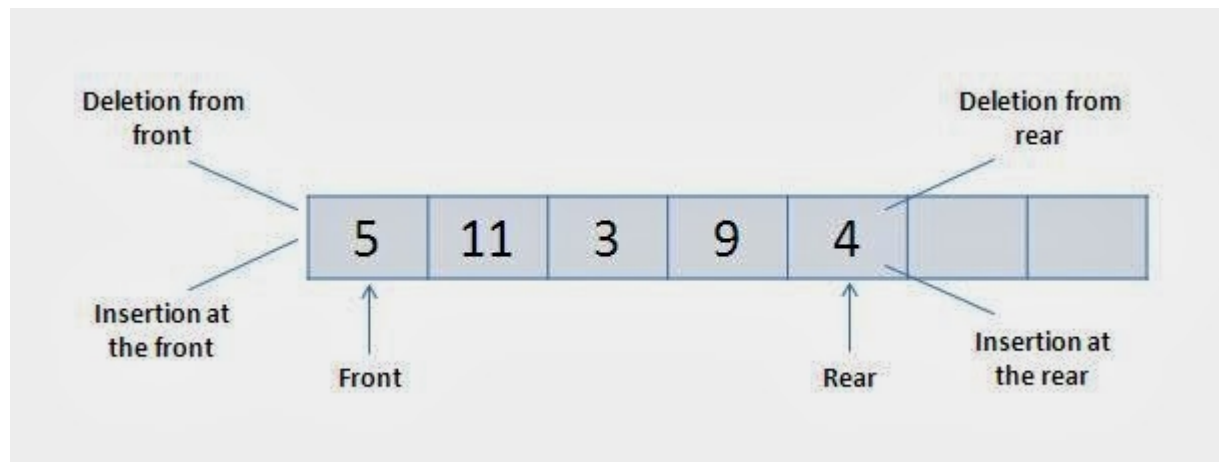 Deletion from
front
Deletion from
rear
5 11 3 9 4
Insertion at
the front
Insertion at
the rear
Front
Rear